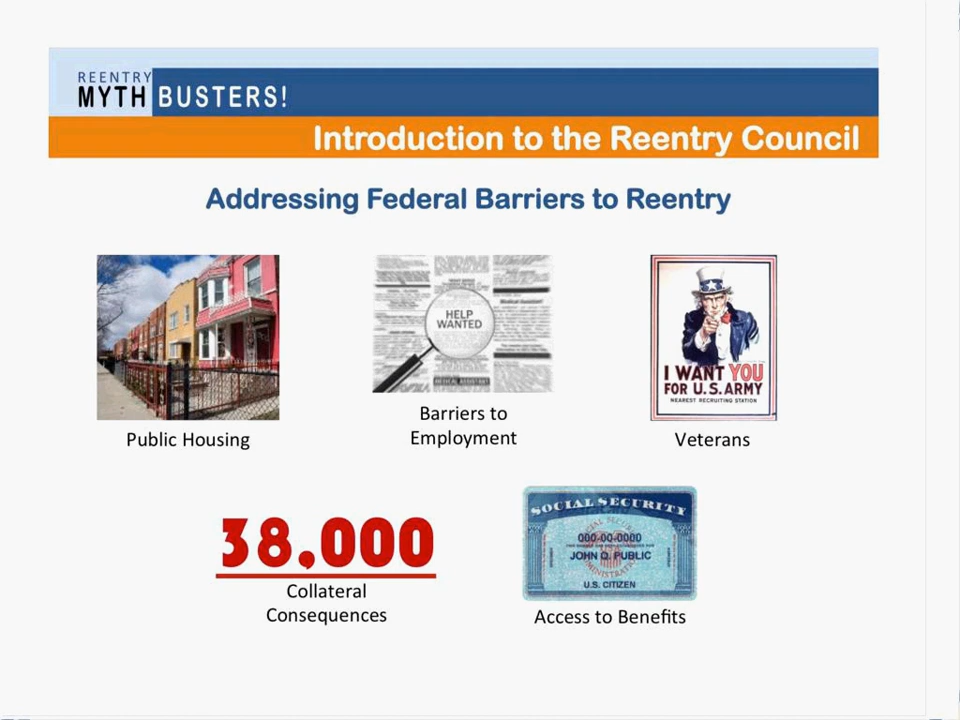 REENTRY
MYTH BUSTERS!
Introduction to the Reentry Council
Addressing Federal Barriers to Reentry
HELP
WANTED
MEDICAL ASSISTANT
I WANT YOU
FOR U.S. ARMY
NEAREST RECRUITING STATION
Public Housing
Barriers to
Employment
Veterans
38,000
Collateral
Consequences
SOCIAL SECURITY
000-00-0000
JOHN Q. PUBLIC
U.S. CITIZEN
Access to Benefits